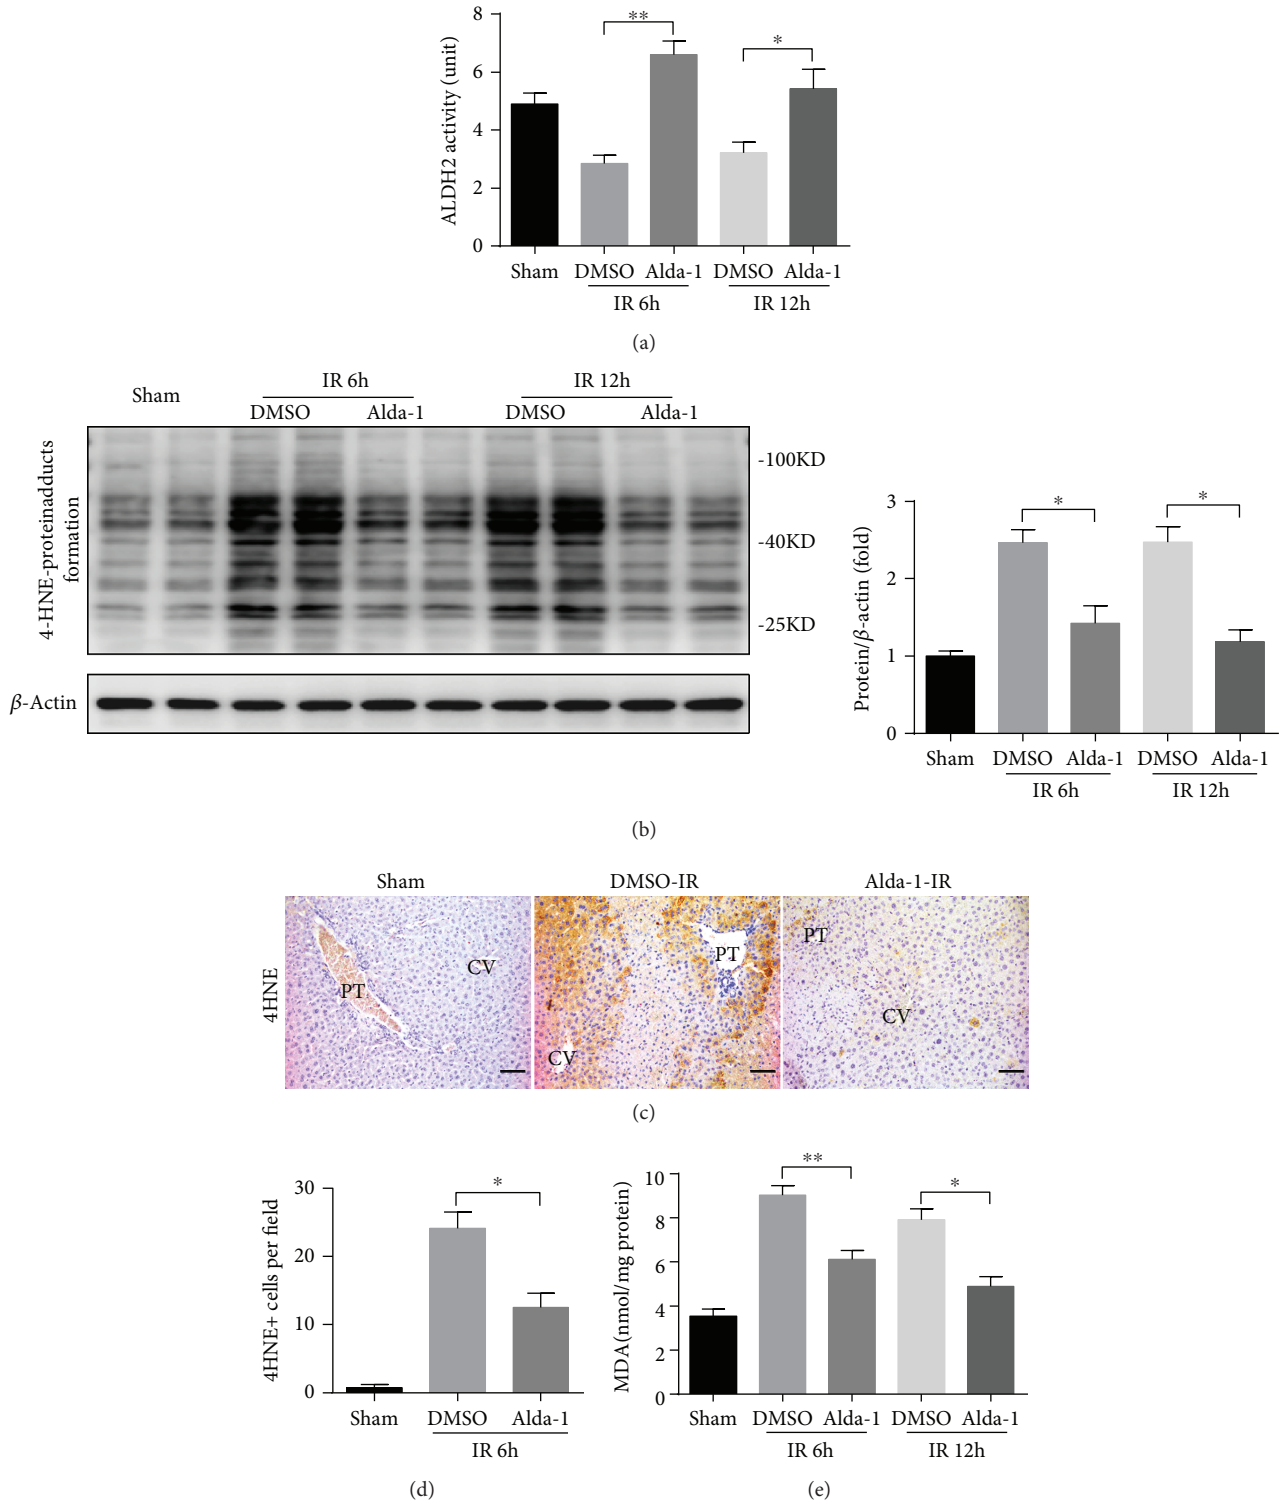 8
6
4
2
0
ALDH2 activity (unit)
**
*
Sham
DMSO
Alda-1
DMSO
Alda-1
IR 6h
IR 12h
(a)
Sham
IR 6h
IR 12h
DMSO
Alda-1
DMSO
Alda-1
4-HNE-proteinadducts
formation
-100KD
-40KD
-25KD
β-Actin
3
2
1
0
Protein/β-actin (fold)
*
*
Sham
DMSO
Alda-1
DMSO
Alda-1
IR 6h
IR 12h
(b)
Sham
DMSO-IR
Alda-1-IR
4HNE
PT
CV
PT
CV
PT
CV
(c)
30
20
10
0
4HNE+ cells per field
*
Sham
DMSO
Alda-1
IR 6h
(d)
10
8
6
4
2
0
MDA(nmol/mg protein)
**
*
Sham
DMSO
Alda-1
DMSO
Alda-1
IR 6h
IR 12h
(e)